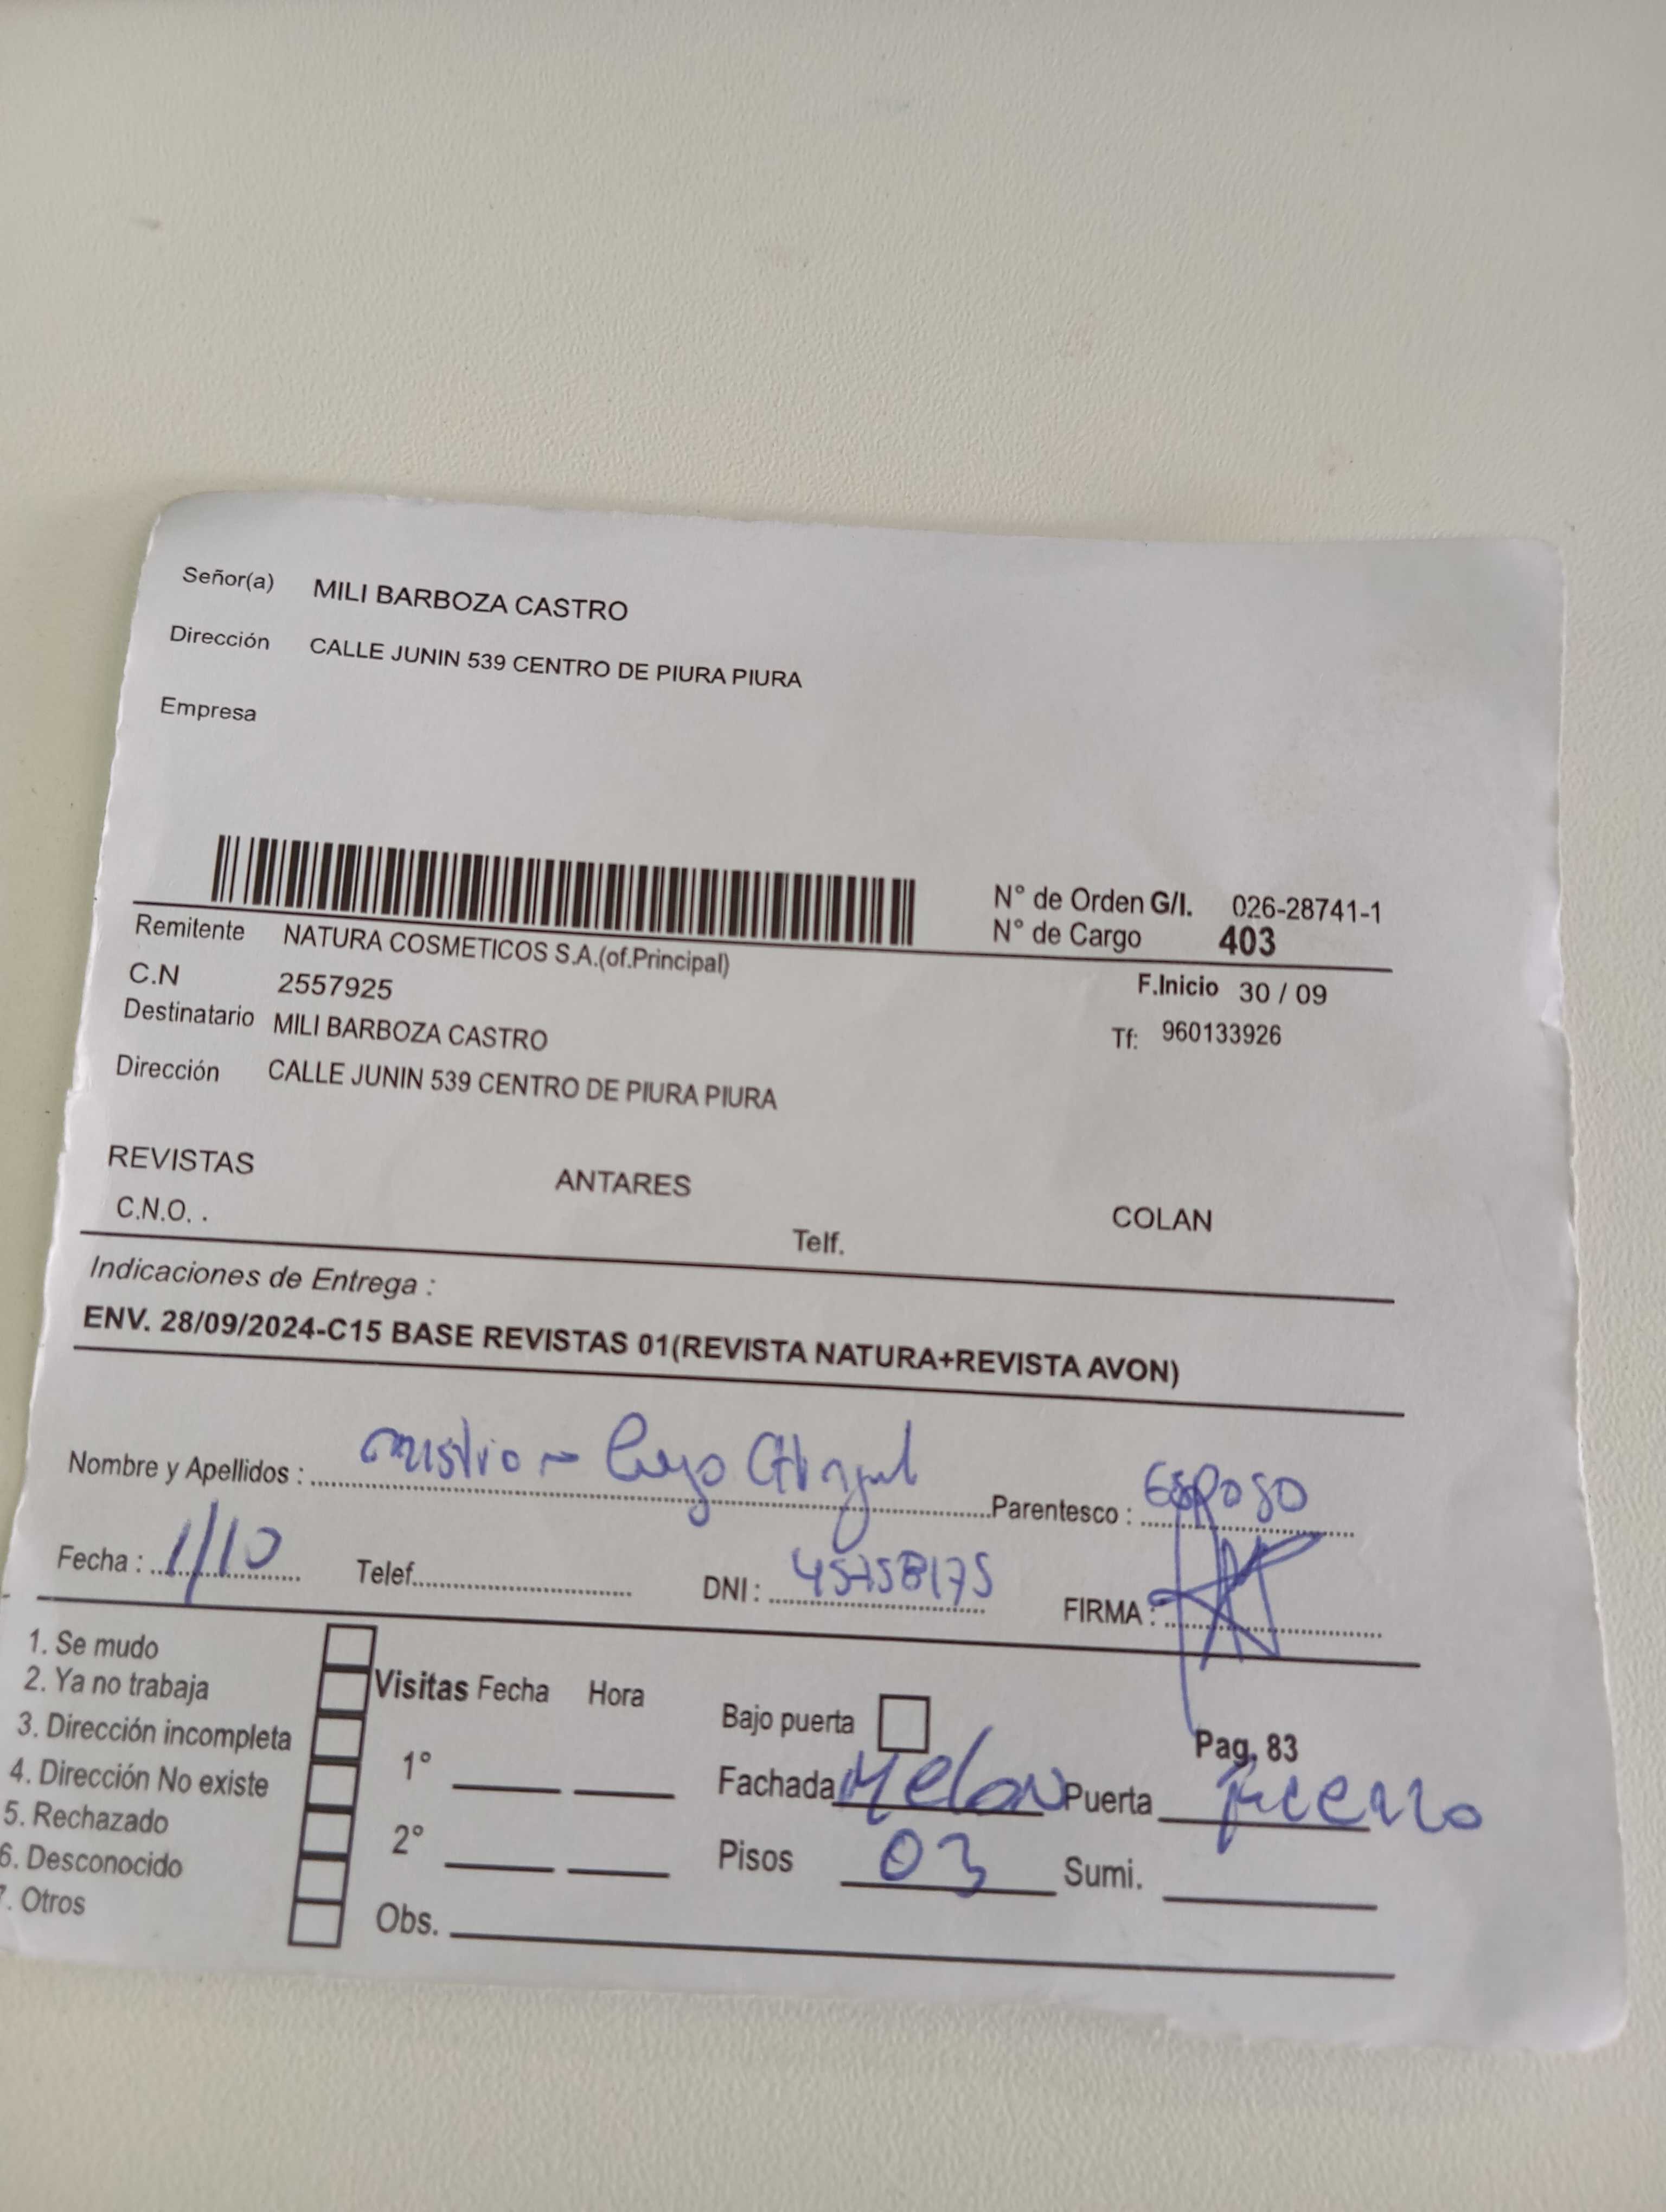 Señor(a) MILI BARBOZA CASTRO
Dirección CALLE JUNIN 539 CENTRO DE PIURA PIURA
Empresa
N° de Orden G/I. 026-28741-1
N° de Cargo 403
Remitente NATURA COSMETICOS S.A.(of.Principal)
C.N 2557925 F.Inicio 30 / 09
Destinatario MILI BARBOZA CASTRO Tf: 960133926
Dirección CALLE JUNIN 539 CENTRO DE PIURA PIURA
REVISTAS ANTARES COLAN
C.N.O. . Telf.
Indicaciones de Entrega :
ENV. 28/09/2024-C15 BASE REVISTAS 01(REVISTA NATURA+REVISTA AVON)
Nombre y Apellidos : Parentesco : Esposo
Fecha : 1/10 Telef. DNI : FIRMA :
1. Se mudo
2. Ya no trabaja
3. Dirección incompleta
4. Dirección No existe
5. Rechazado
6. Desconocido
7. Otros
Visitas Fecha Hora
1°
2°
Obs.
Bajo puerta Pag. 83
Fachada Melon Puerta Fierro
Pisos 03 Sumi.